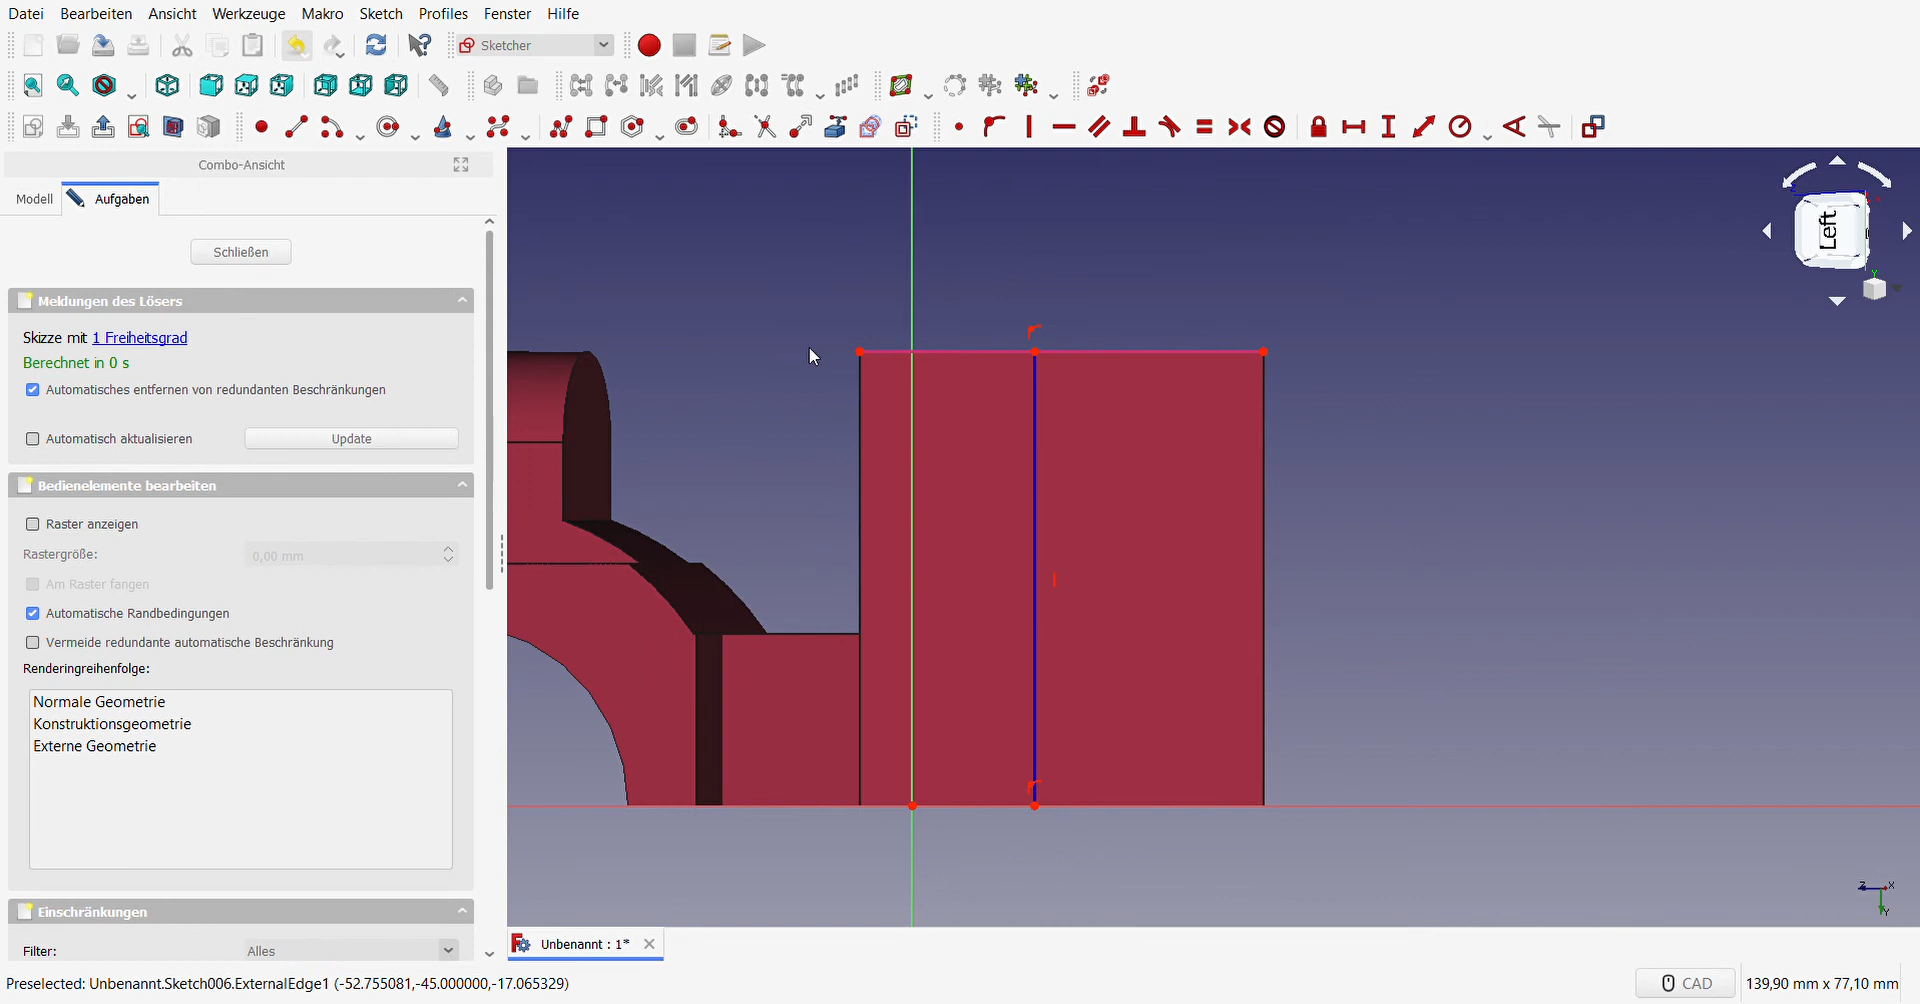 Datei Bearbeiten Ansicht Werkzeuge Makro Sketch Profiles Fenster Hilfe
Sketcher
Combo-Ansicht
Modell Aufgaben
Schließen
Meldungen des Lösers
Skizze mit 1 Freiheitsgrad
Berechnet in 0 s
Automatisches entfernen von redundanten Beschränkungen
Automatisch aktualisieren Update
Bedienelemente bearbeiten
Raster anzeigen
Rastergröße: 0,00 mm
Am Raster fangen
Automatische Randbedingungen
Vermeide redundante automatische Beschränkung
Renderingreihenfolge:
Normale Geometrie
Konstruktionsgeometrie
Externe Geometrie
Einschränkungen
Filter: Alles
Left
Z X
Y
Unbenannt : 1*
Preselected: Unbenannt.Sketch006.ExternalEdge1 (-52.755081,-45.000000,-17.065329)
CAD 139,90 mm x 77,10 mm